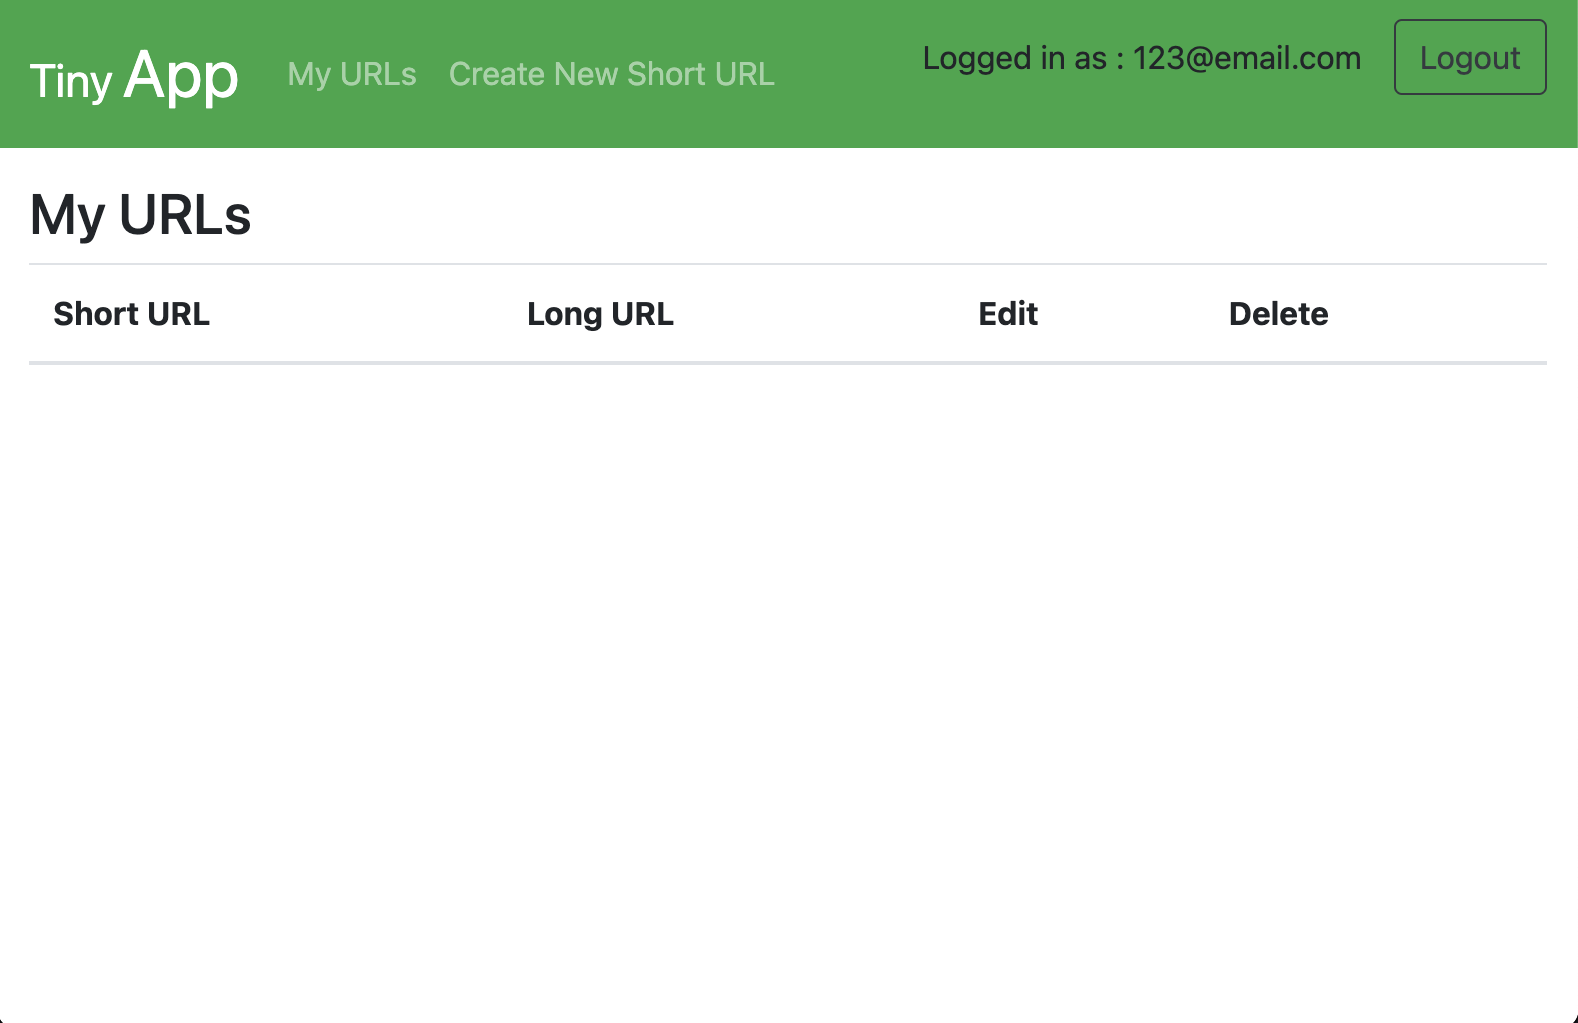 Tiny App My URLs Create New Short URL Logged in as : 123@email.com Logout
My URLs
Short URL Long URL Edit Delete